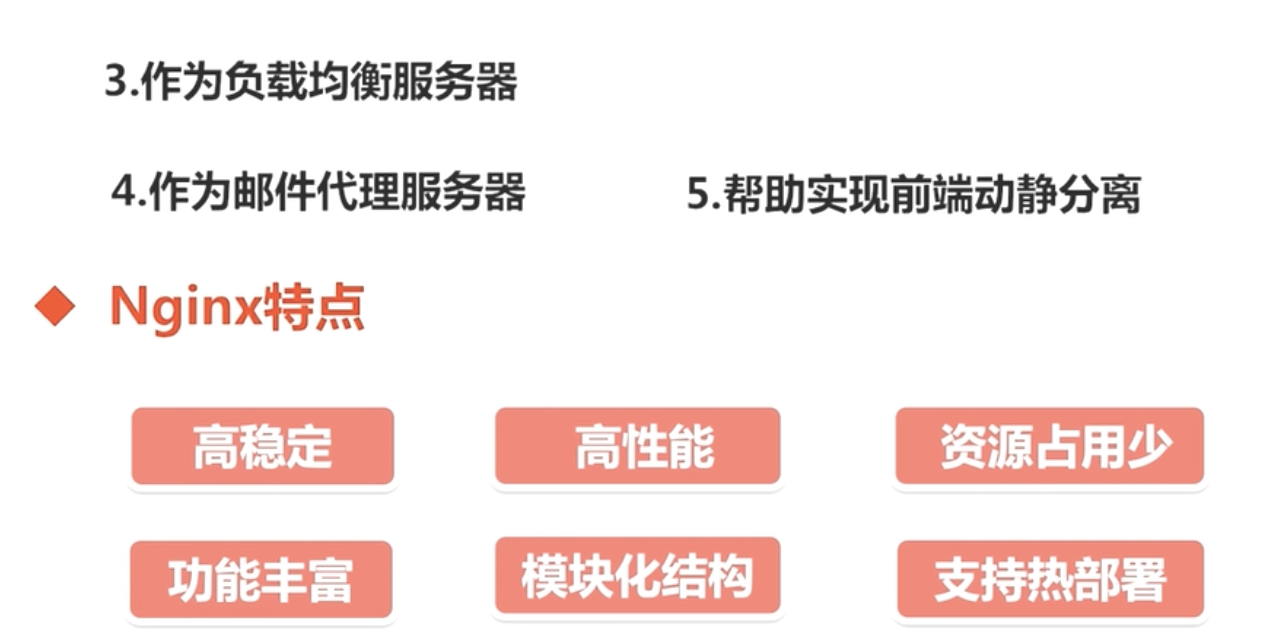 3.作为负载均衡服务器
4.作为邮件代理服务器 5.帮助实现前端动静分离
Nginx特点
高稳定 高性能 资源占用少
功能丰富 模块化结构 支持热部署